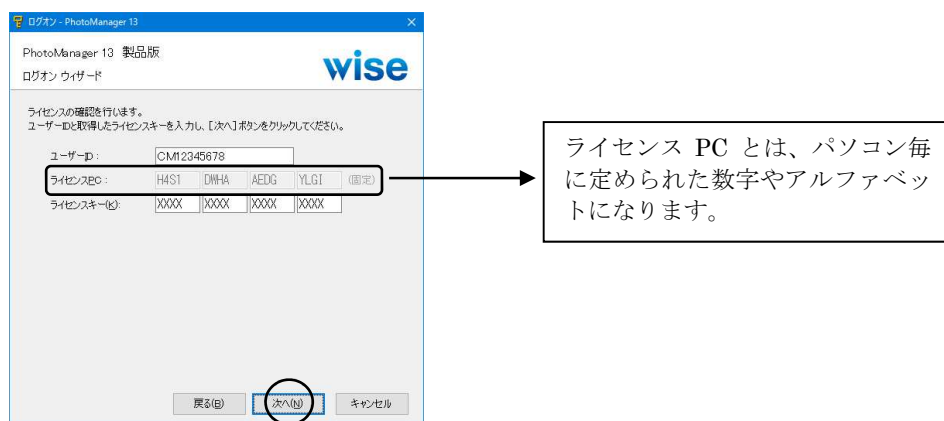 ログオン - PhotoManager 13
PhotoManager 13 製品版
ログオン ウィザード
wise
ライセンスの確認を行います。
ユーザーIDと取得したライセンスキーを入力し、[次へ]ボタンをクリックしてください。
ユーザーID: CM12345678
ライセンスPC: H4S1 DWHA AEDG YLGI (固定)
ライセンスキー(K): XXXX XXXX XXXX XXXX
戻る(B) 次へ(N) キャンセル
ライセンス PC とは、パソコン毎
に定められた数字やアルファベッ
トになります。